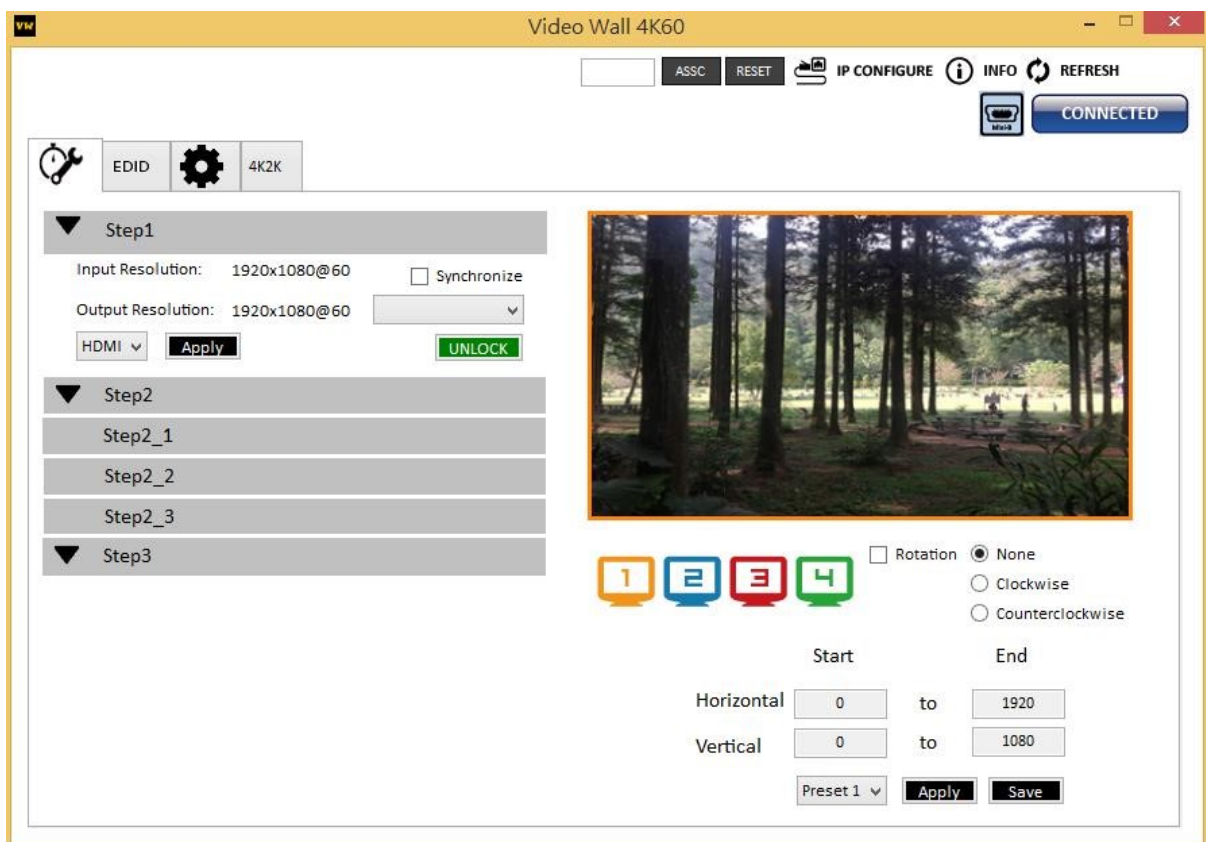 VW Video Wall 4K60
ASSC RESET IP CONFIGURE INFO REFRESH
Mini-B CONNECTED
EDID 4K2K
Step1
Input Resolution: 1920x1080@60 Synchronize
Output Resolution: 1920x1080@60
HDMI Apply UNLOCK
Step2
Step2_1
Step2_2
Step2_3
Step3
1 2 3 4
Rotation None
Clockwise
Counterclockwise
Start End
Horizontal 0 to 1920
Vertical 0 to 1080
Preset 1 Apply Save